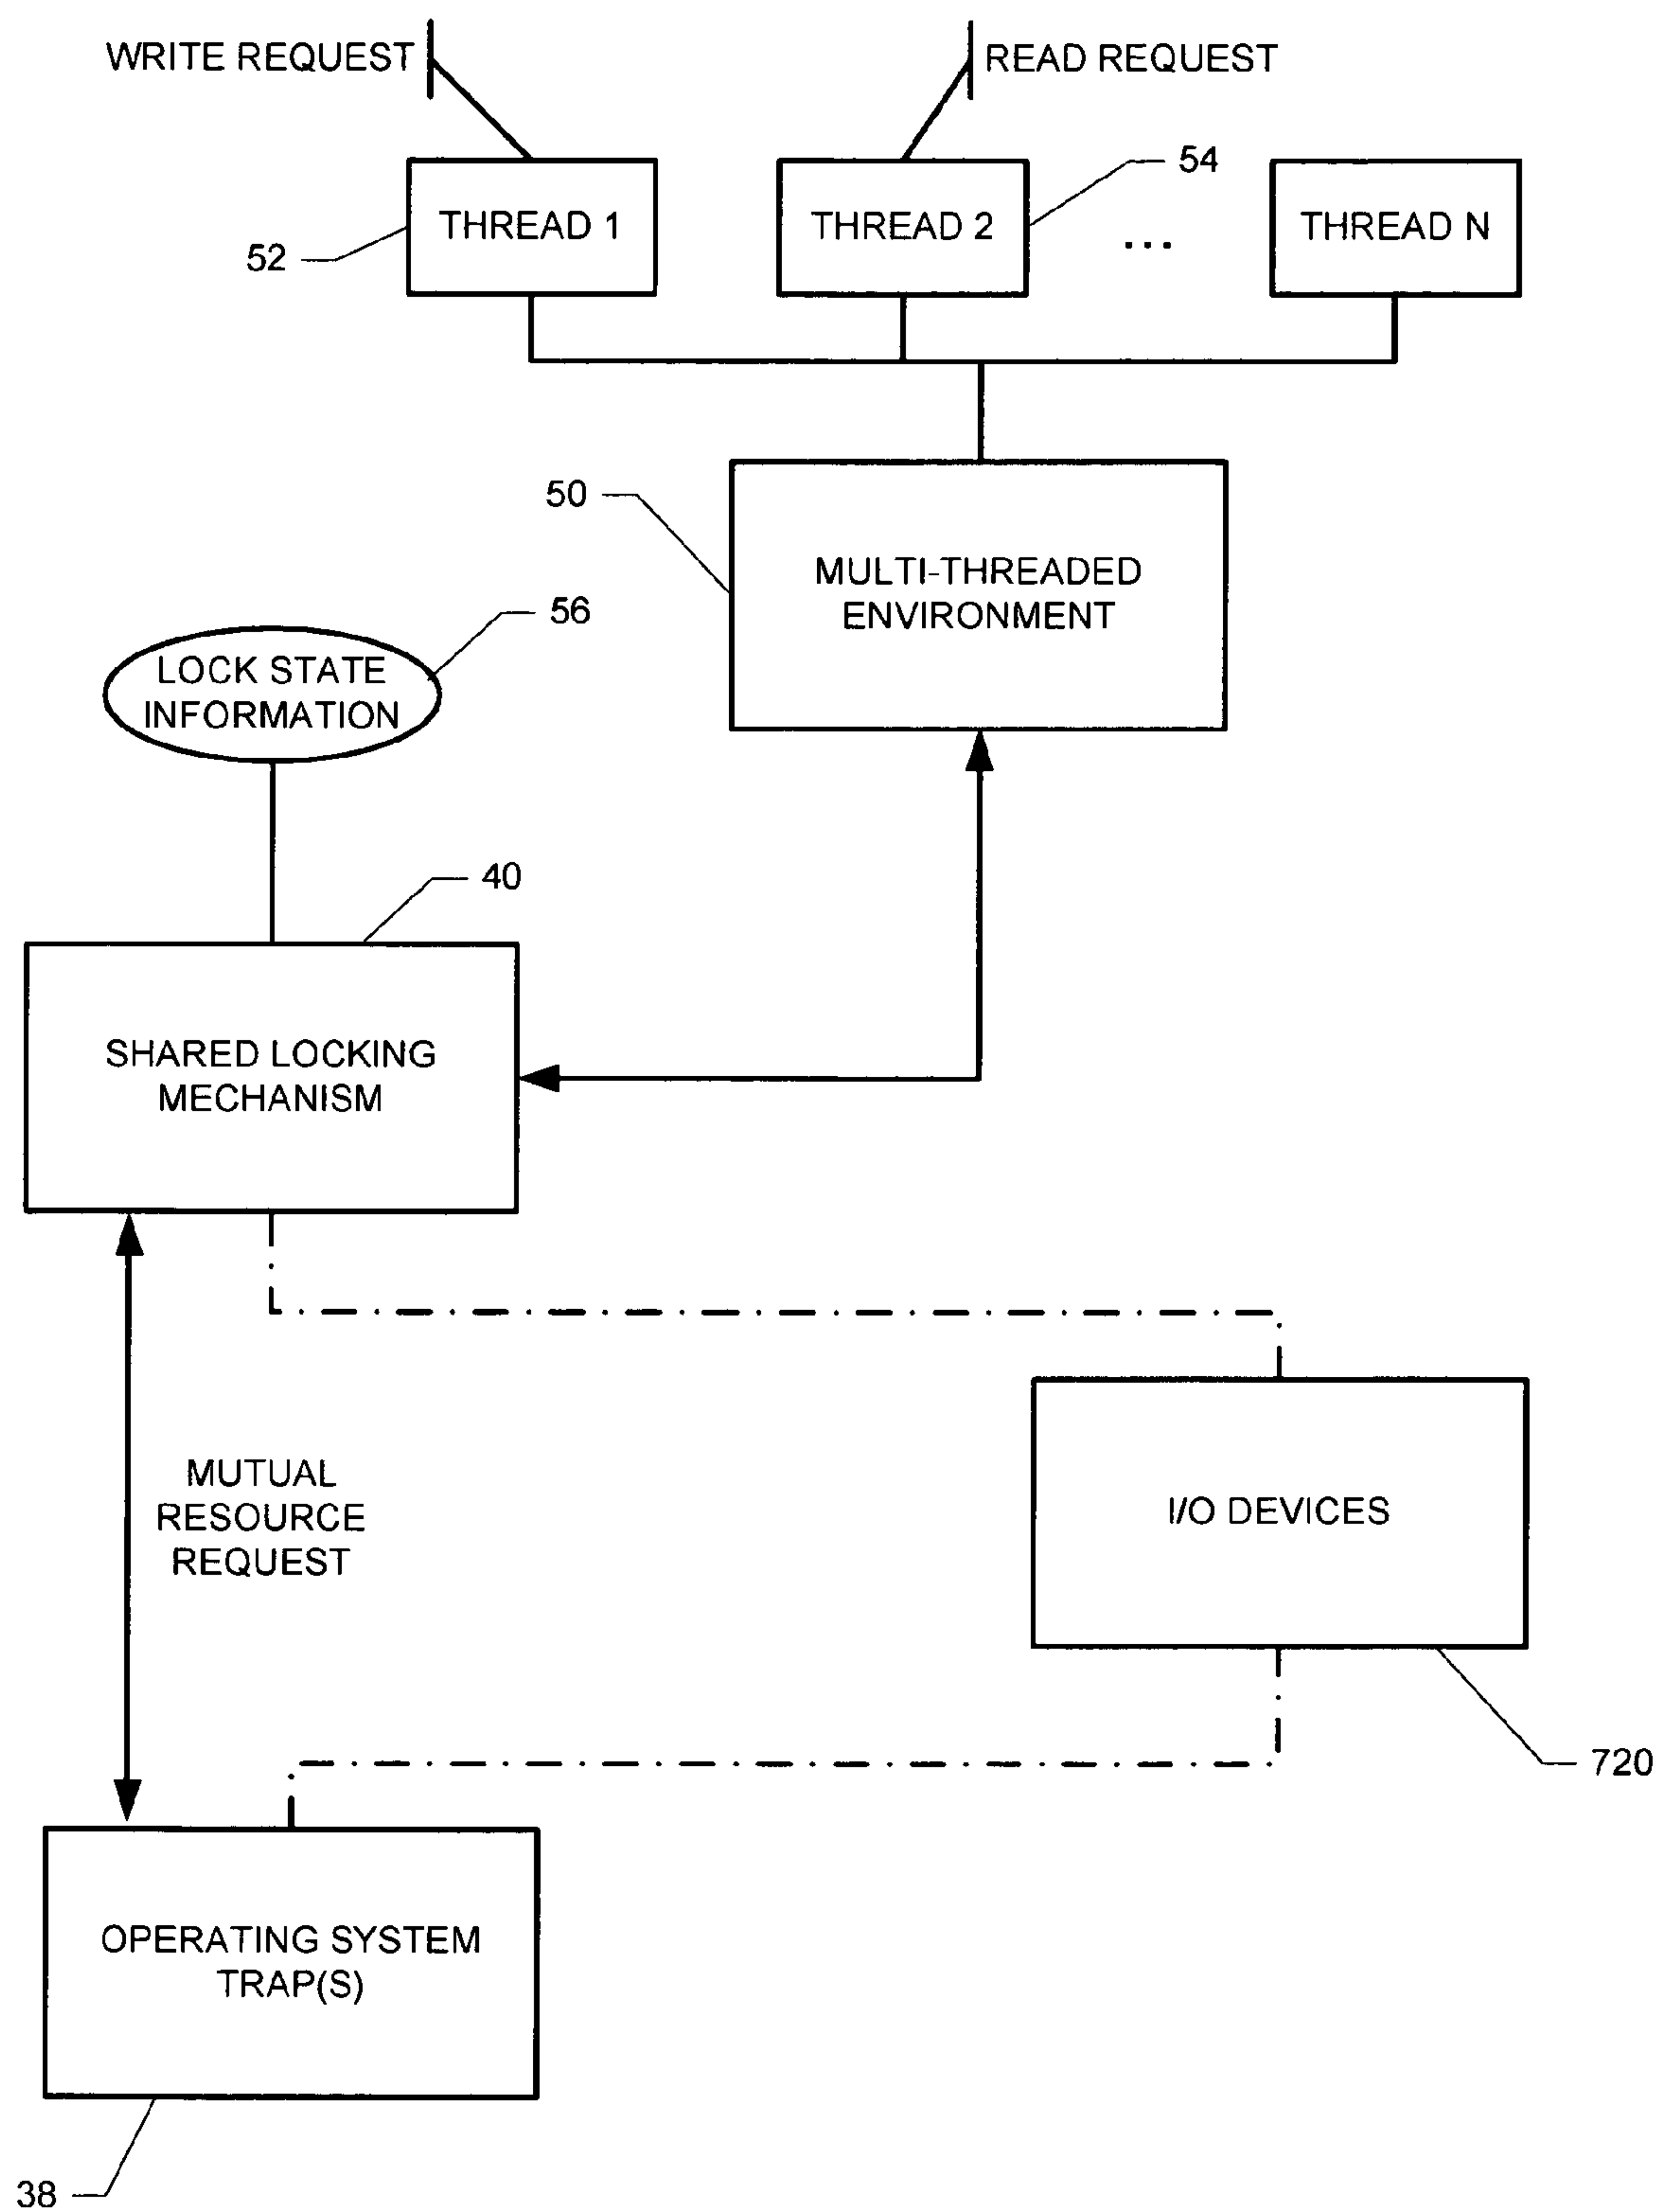 WRITE REQUEST
READ REQUEST
54
THREAD 1
THREAD 2
...
THREAD N
52
50
MULTI-THREADED
ENVIRONMENT
56
LOCK STATE
INFORMATION
40
SHARED LOCKING
MECHANISM
MUTUAL
RESOURCE
REQUEST
I/O DEVICES
720
OPERATING SYSTEM
TRAP(S)
38